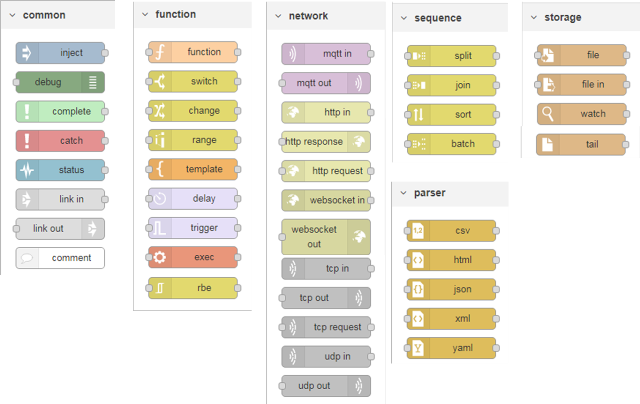 common
inject
debug
complete
catch
status
link in
link out
comment
function
function
switch
change
range
template
delay
trigger
exec
rbe
network
mqtt in
mqtt out
http in
http response
http request
websocket in
websocket
out
tcp in
tcp out
tcp request
udp in
udp out
sequence
split
join
sort
batch
parser
csv
html
json
xml
yaml
storage
file
file in
watch
tail